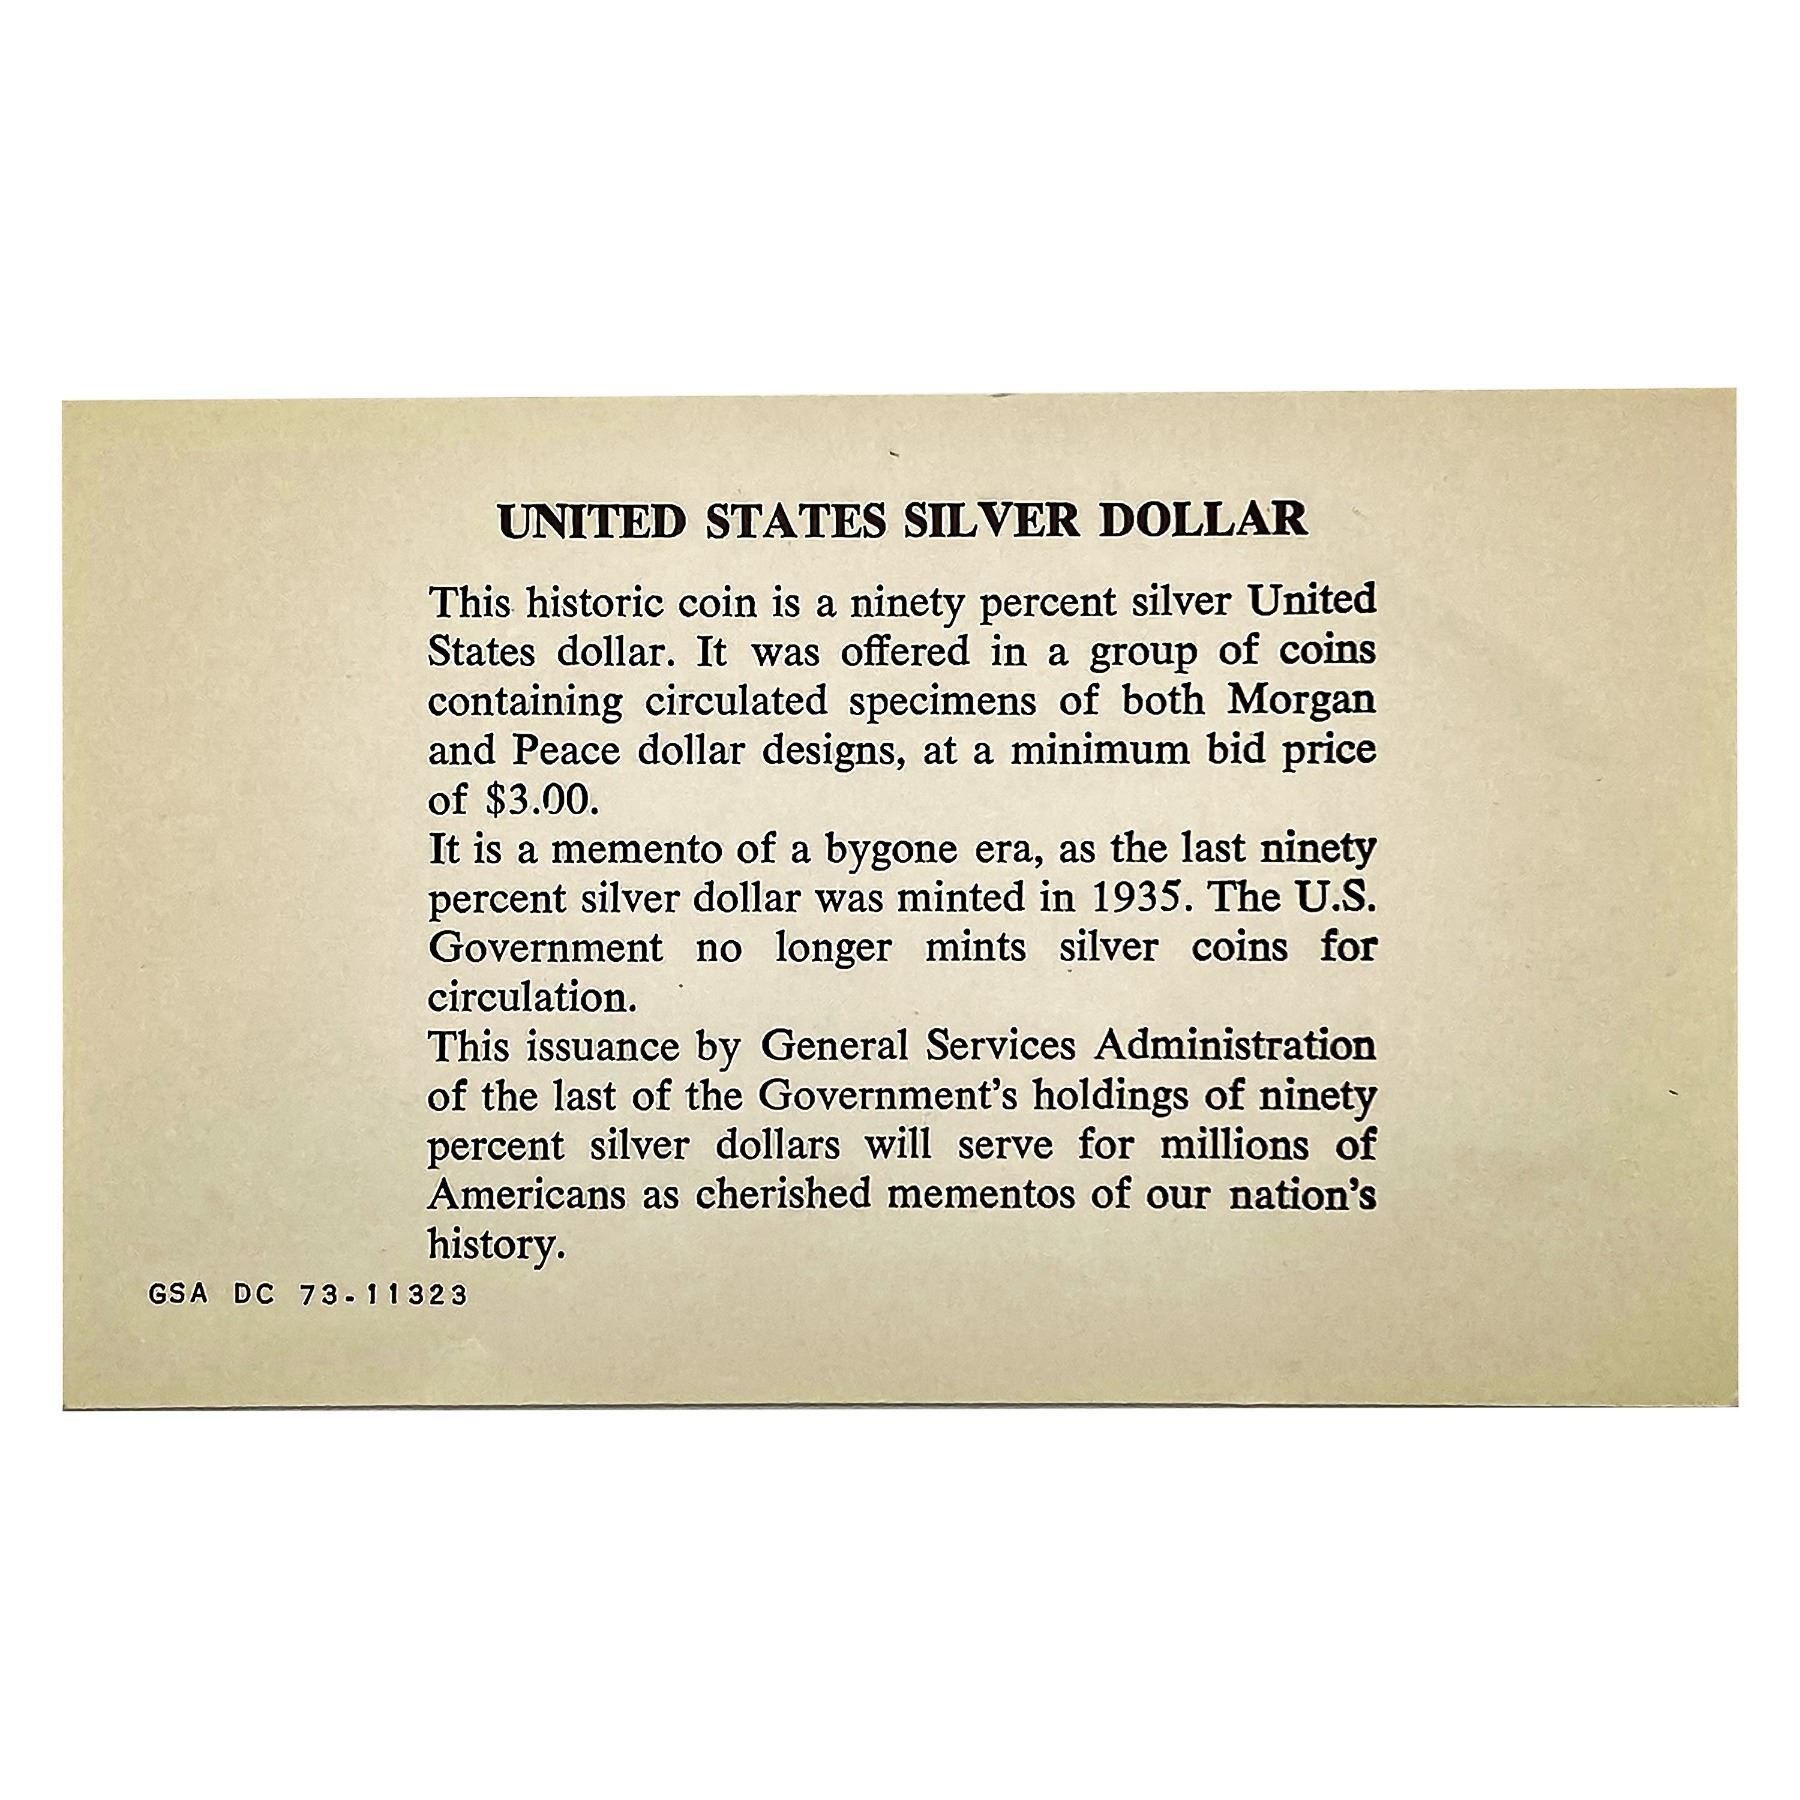 UNITED STATES SILVER DOLLAR
This historic coin is a ninety percent silver United
States dollar. It was offered in a group of coins
containing circulated specimens of both Morgan
and Peace dollar designs, at a minimum bid price
of $3.00.
It is a memento of a bygone era, as the last ninety
percent silver dollar was minted in 1935. The U.S.
Government no longer mints silver coins for
circulation.
This issuance by General Services Administration
of the last of the Government's holdings of ninety
percent silver dollars will serve for millions of
Americans as cherished mementos of our nation's
history.
GSA DC 73-11323